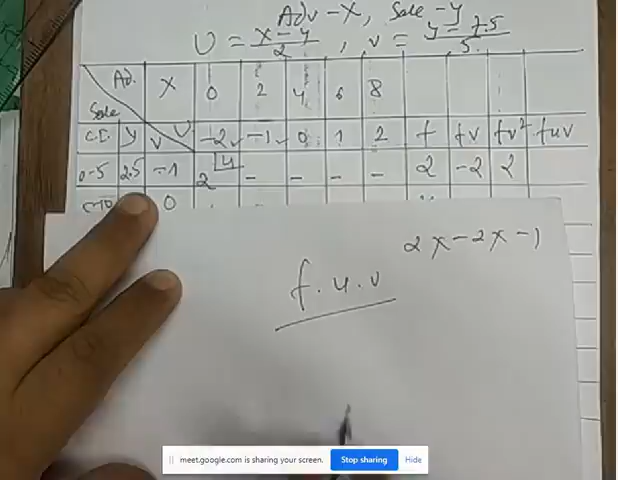 Adv - X, Sale - y
U = x - 4 / 2 , v = y - 7.5 / 5
Ad. X 0 2 4 6 8
Sale
C.I. y v U -2 -1 0 1 2 f fv fv² fuv
0-5 2.5 -1 2 4 - - - - 2 -2 2
0
2 x - 2 x - 1
f . u . v
meet.google.com is sharing your screen. Stop sharing Hide